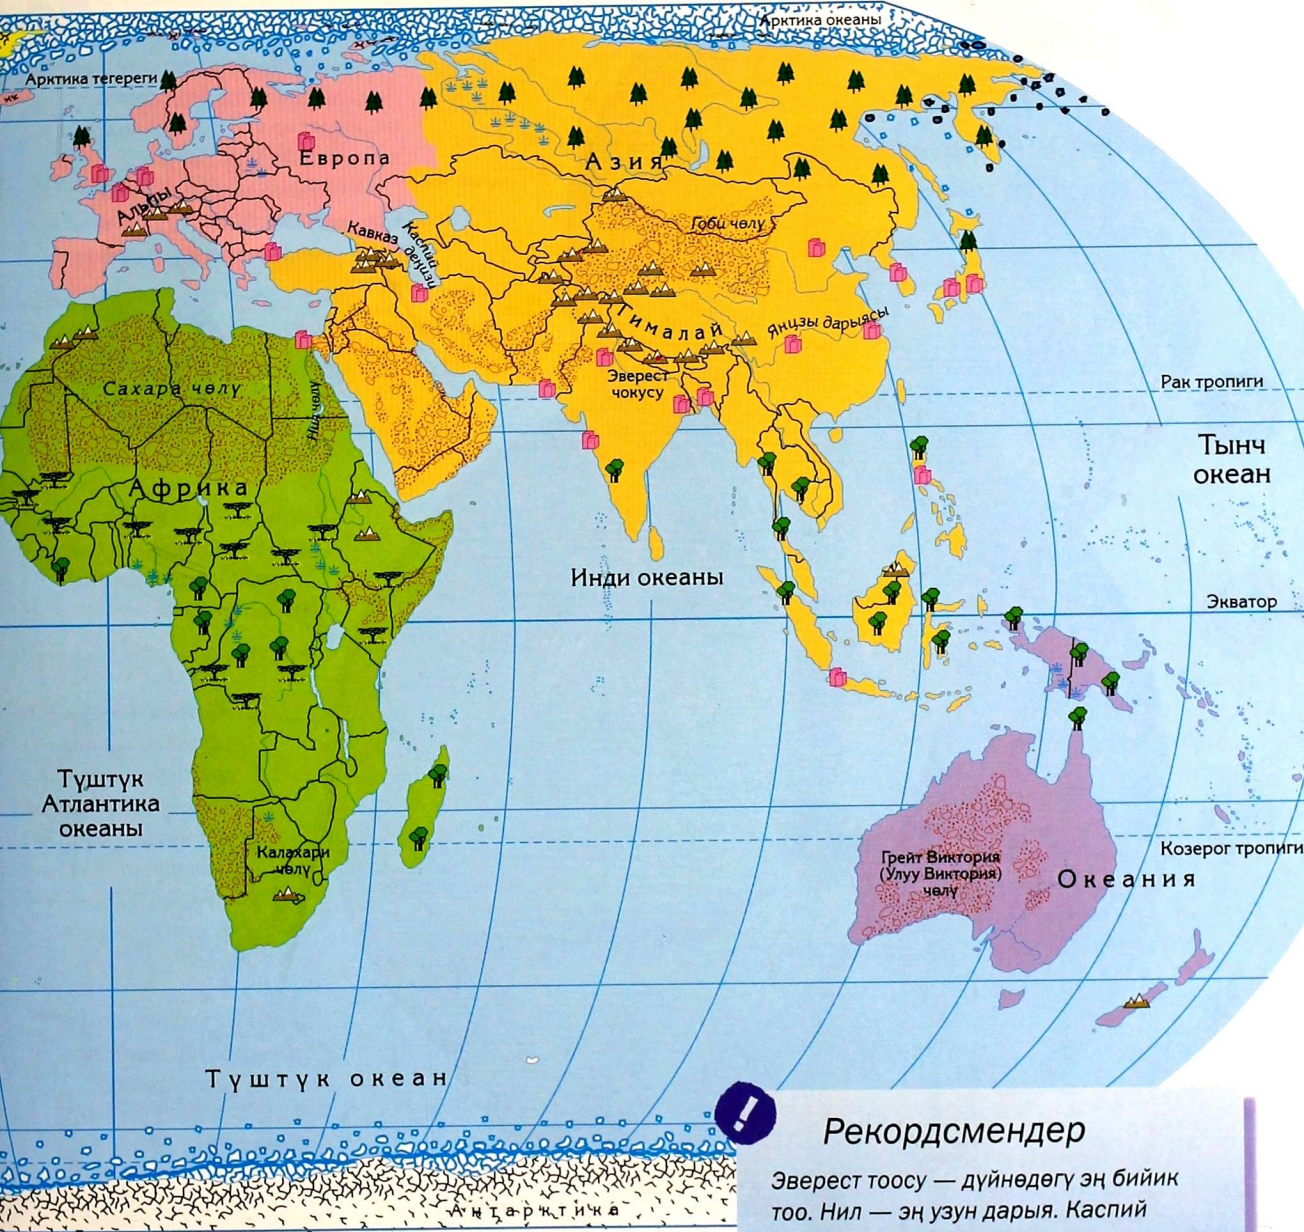 Арктика океаны
Арктика тегереги
Европа
Азия
Альпы
Кавказ
Каспий
деңизи
Гоби чөлү
Гималай
Янцзы дарыясы
Эверест
чокусу
Сахара чөлү
Африка
Рак тропиги
Тынч
океан
Инди океаны
Экватор
Түштүк
Атлантика
океаны
Калахари
чөлү
Грейт Виктория
(Улуу Виктория)
чөлү
Океания
Козерог тропиги
Түштүк океан
Антарктика
Рекордсмендер
Эверест тоосу — дүйнөдөгү эң бийик
тоо. Нил — эң узун дарыя. Каспий